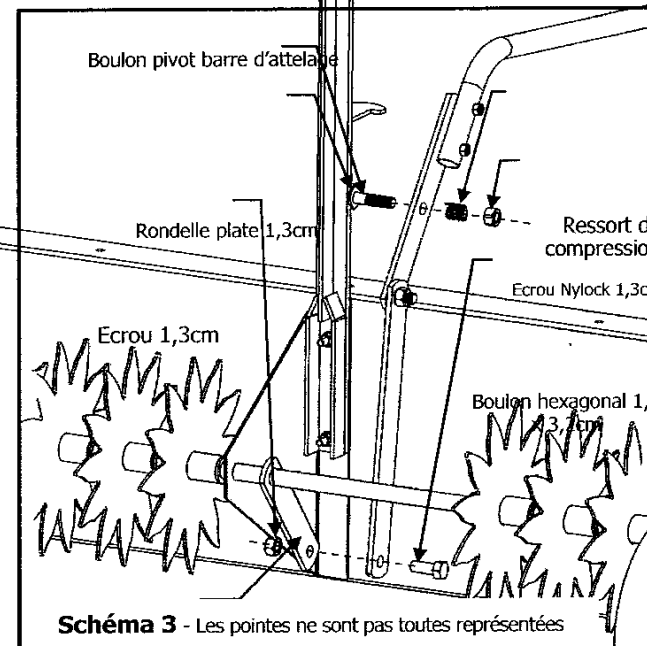 Boulon pivot barre d'attelage
Rondelle plate 1,3cm
Ressort d
compressio
Ecrou Nylock 1,3c
Ecrou 1,3cm
Boulon hexagonal 1,
Schéma 3 - Les pointes ne sont pas toutes représentées